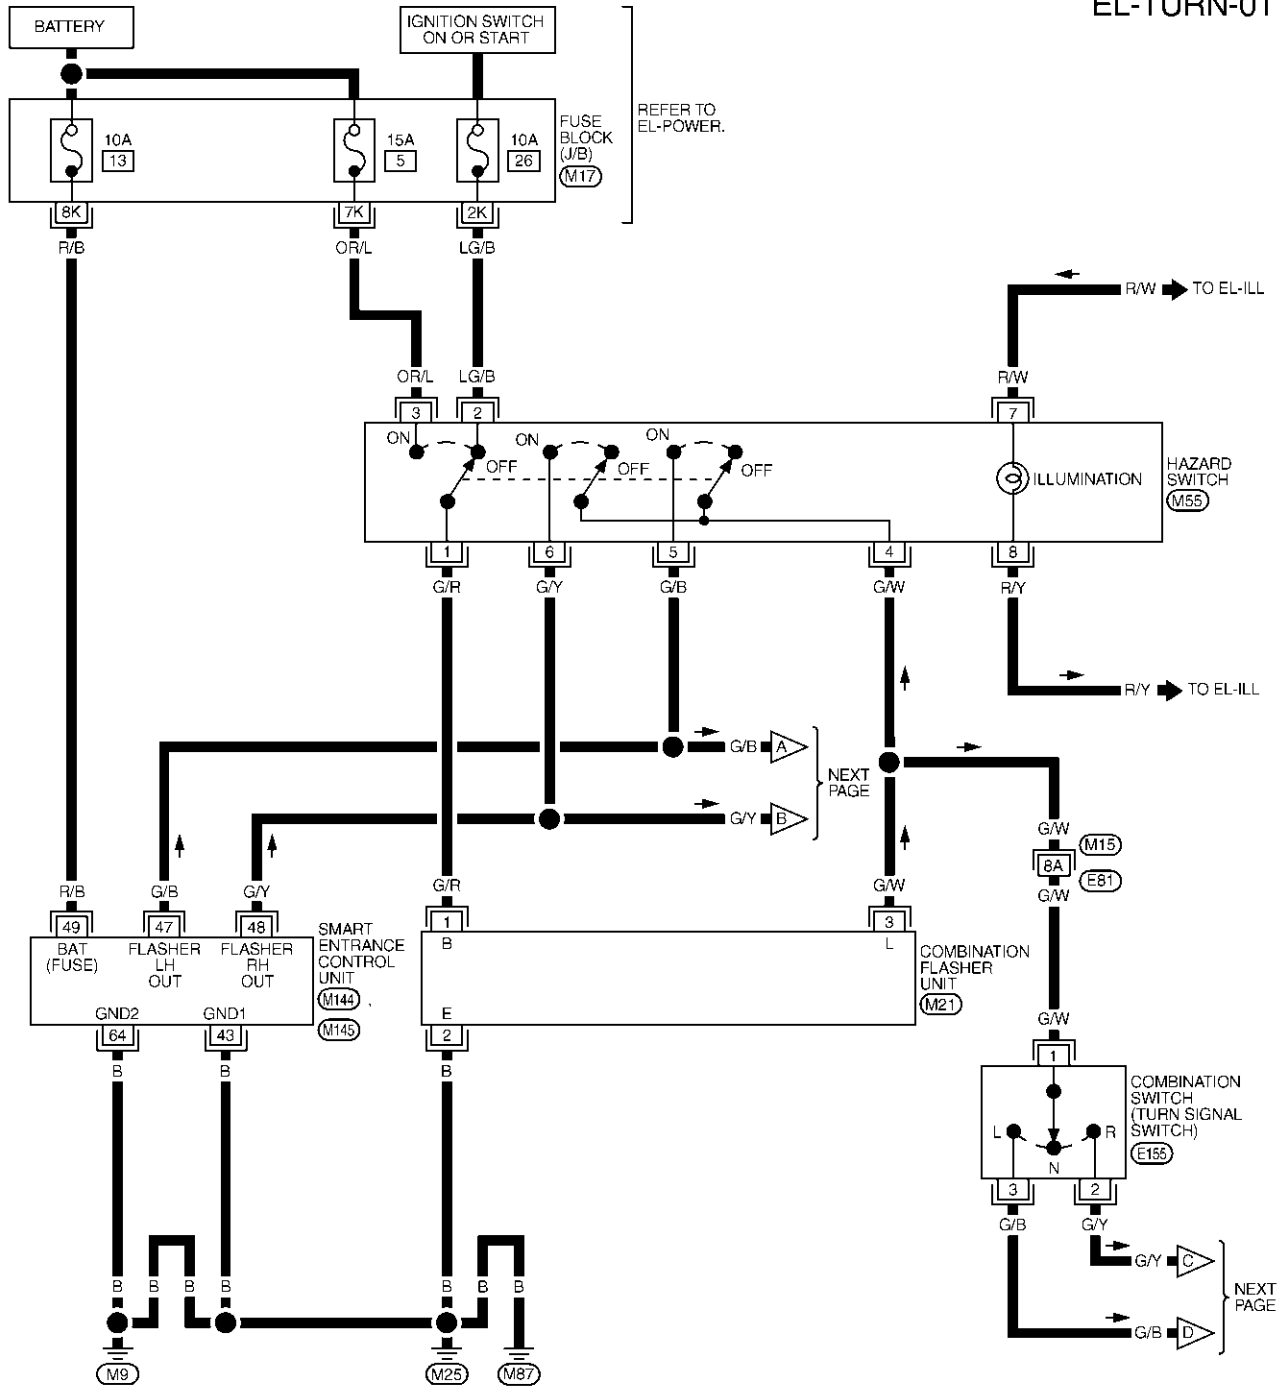 EL-TURN-01
BATTERY
IGNITION SWITCH
ON OR START
REFER TO
EL-POWER.
FUSE
BLOCK
(J/B)
M17
10A
13
15A
5
10A
26
8K
7K
2K
R/B
OR/L
LG/B
R/W
TO EL-ILL
OR/L
LG/B
R/W
3
2
7
ON
OFF
ON
OFF
ON
OFF
ILLUMINATION
HAZARD
SWITCH
M55
1
6
5
4
8
G/R
G/Y
G/B
G/W
R/Y
R/Y
TO EL-ILL
G/B
A
G/Y
B
NEXT
PAGE
G/W
8A
M15
E81
G/W
R/B
G/B
G/Y
G/R
G/W
49
47
48
1
3
BAT
(FUSE)
FLASHER
LH
OUT
FLASHER
RH
OUT
GND2
GND1
SMART
ENTRANCE
CONTROL
UNIT
M144
M145
B
L
E
COMBINATION
FLASHER
UNIT
M21
64
43
2
B
B
B
G/W
1
L
R
N
COMBINATION
SWITCH
(TURN SIGNAL
SWITCH)
E155
3
2
G/B
G/Y
G/Y
C
G/B
D
NEXT
PAGE
B
B
B
B
B
B
B
M9
M25
M87